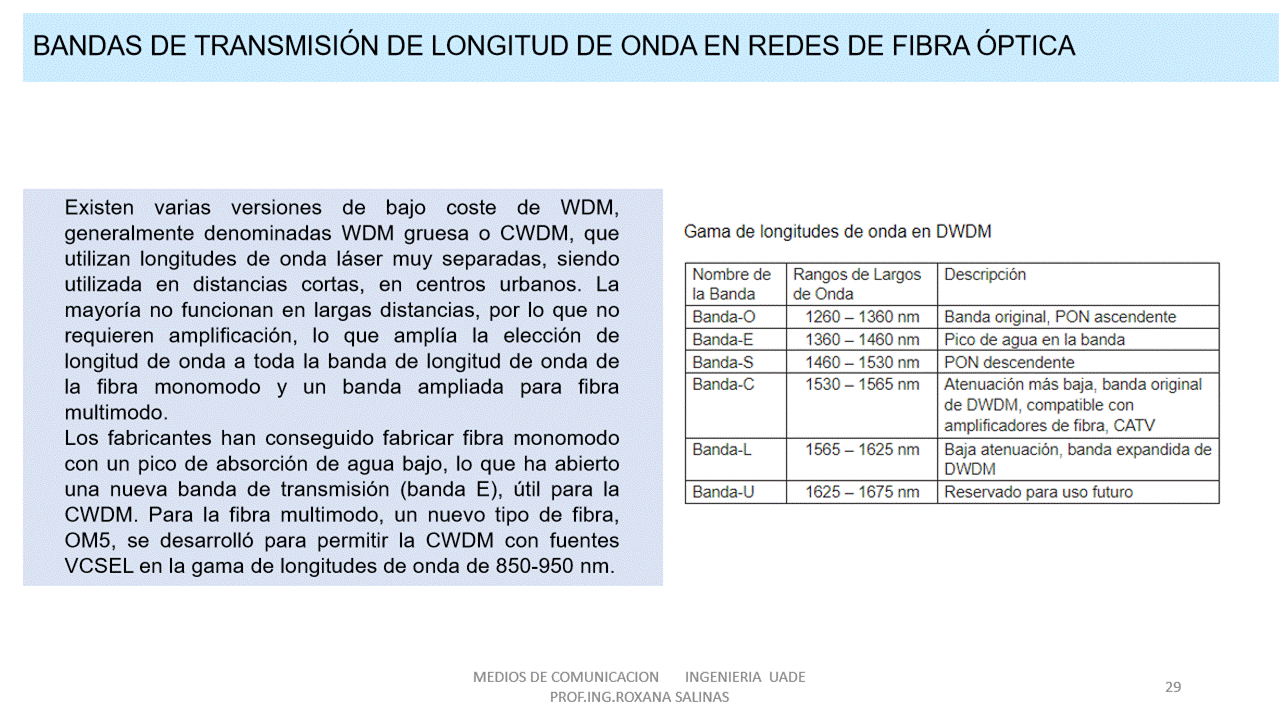 BANDAS DE TRANSMISIÓN DE LONGITUD DE ONDA EN REDES DE FIBRA ÓPTICA
Existen varias versiones de bajo coste de WDM,
generalmente denominadas WDM gruesa o CWDM, que
utilizan longitudes de onda láser muy separadas, siendo
utilizada en distancias cortas, en centros urbanos. La
mayoría no funcionan en largas distancias, por lo que no
requieren amplificación, lo que amplía la elección de
longitud de onda a toda la banda de longitud de onda de
la fibra monomodo y un banda ampliada para fibra
multimodo.
Los fabricantes han conseguido fabricar fibra monomodo
con un pico de absorción de agua bajo, lo que ha abierto
una nueva banda de transmisión (banda E), útil para la
CWDM. Para la fibra multimodo, un nuevo tipo de fibra,
OM5, se desarrolló para permitir la CWDM con fuentes
VCSEL en la gama de longitudes de onda de 850-950 nm.
Gama de longitudes de onda en DWDM
Nombre de la Banda | Rangos de Largos de Onda | Descripción
Banda-O | 1260 – 1360 nm | Banda original, PON ascendente
Banda-E | 1360 – 1460 nm | Pico de agua en la banda
Banda-S | 1460 – 1530 nm | PON descendente
Banda-C | 1530 – 1565 nm | Atenuación más baja, banda original
de DWDM, compatible con
amplificadores de fibra, CATV
Banda-L | 1565 – 1625 nm | Baja atenuación, banda expandida de
DWDM
Banda-U | 1625 – 1675 nm | Reservado para uso futuro
MEDIOS DE COMUNICACION INGENIERIA UADE
PROF.ING.ROXANA SALINAS
29